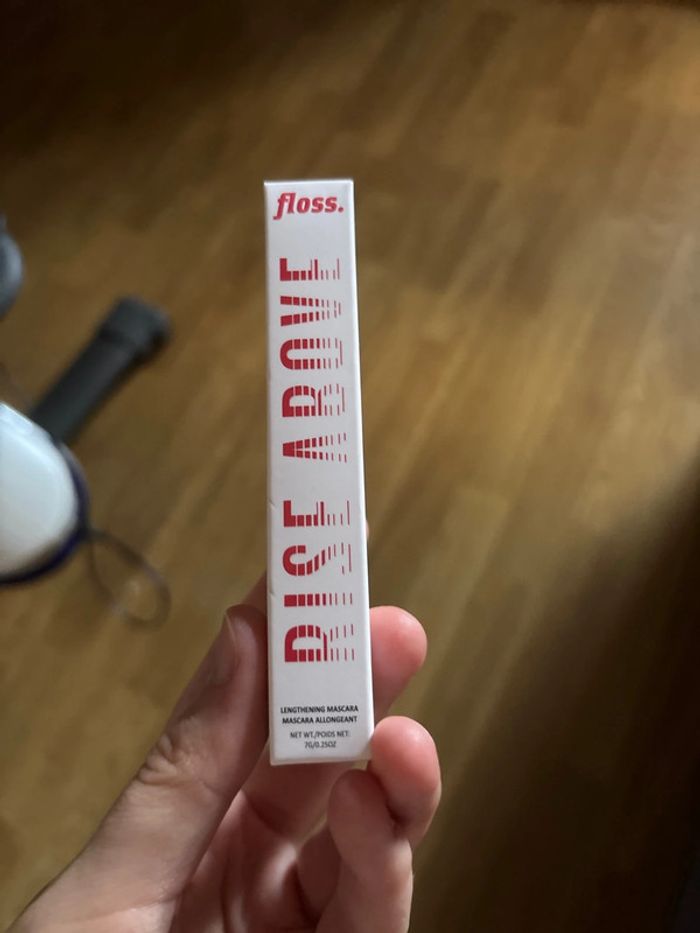 floss.
RISE ABOVE
LENGTHENING MASCARA
MASCARA ALLONGEANT
NET WT./POIDS NET:
7G/0.25OZ